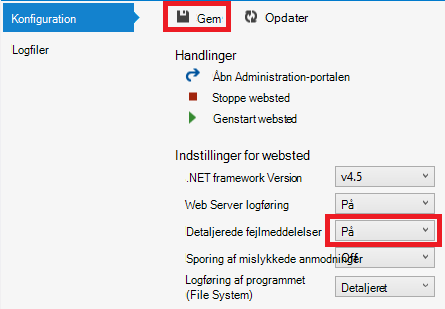 Konfiguration
Logfiler
Gem
Opdater
Handlinger
Åbn Administration-portalen
Stoppe websted
Genstart websted
Indstillinger for websted
.NET framework Version v4.5
Web Server logføring På
Detaljerede fejlmeddelelser På
Sporing af mislykkede anmodninger Off
Logføring af programmet
(File System) Detaljeret